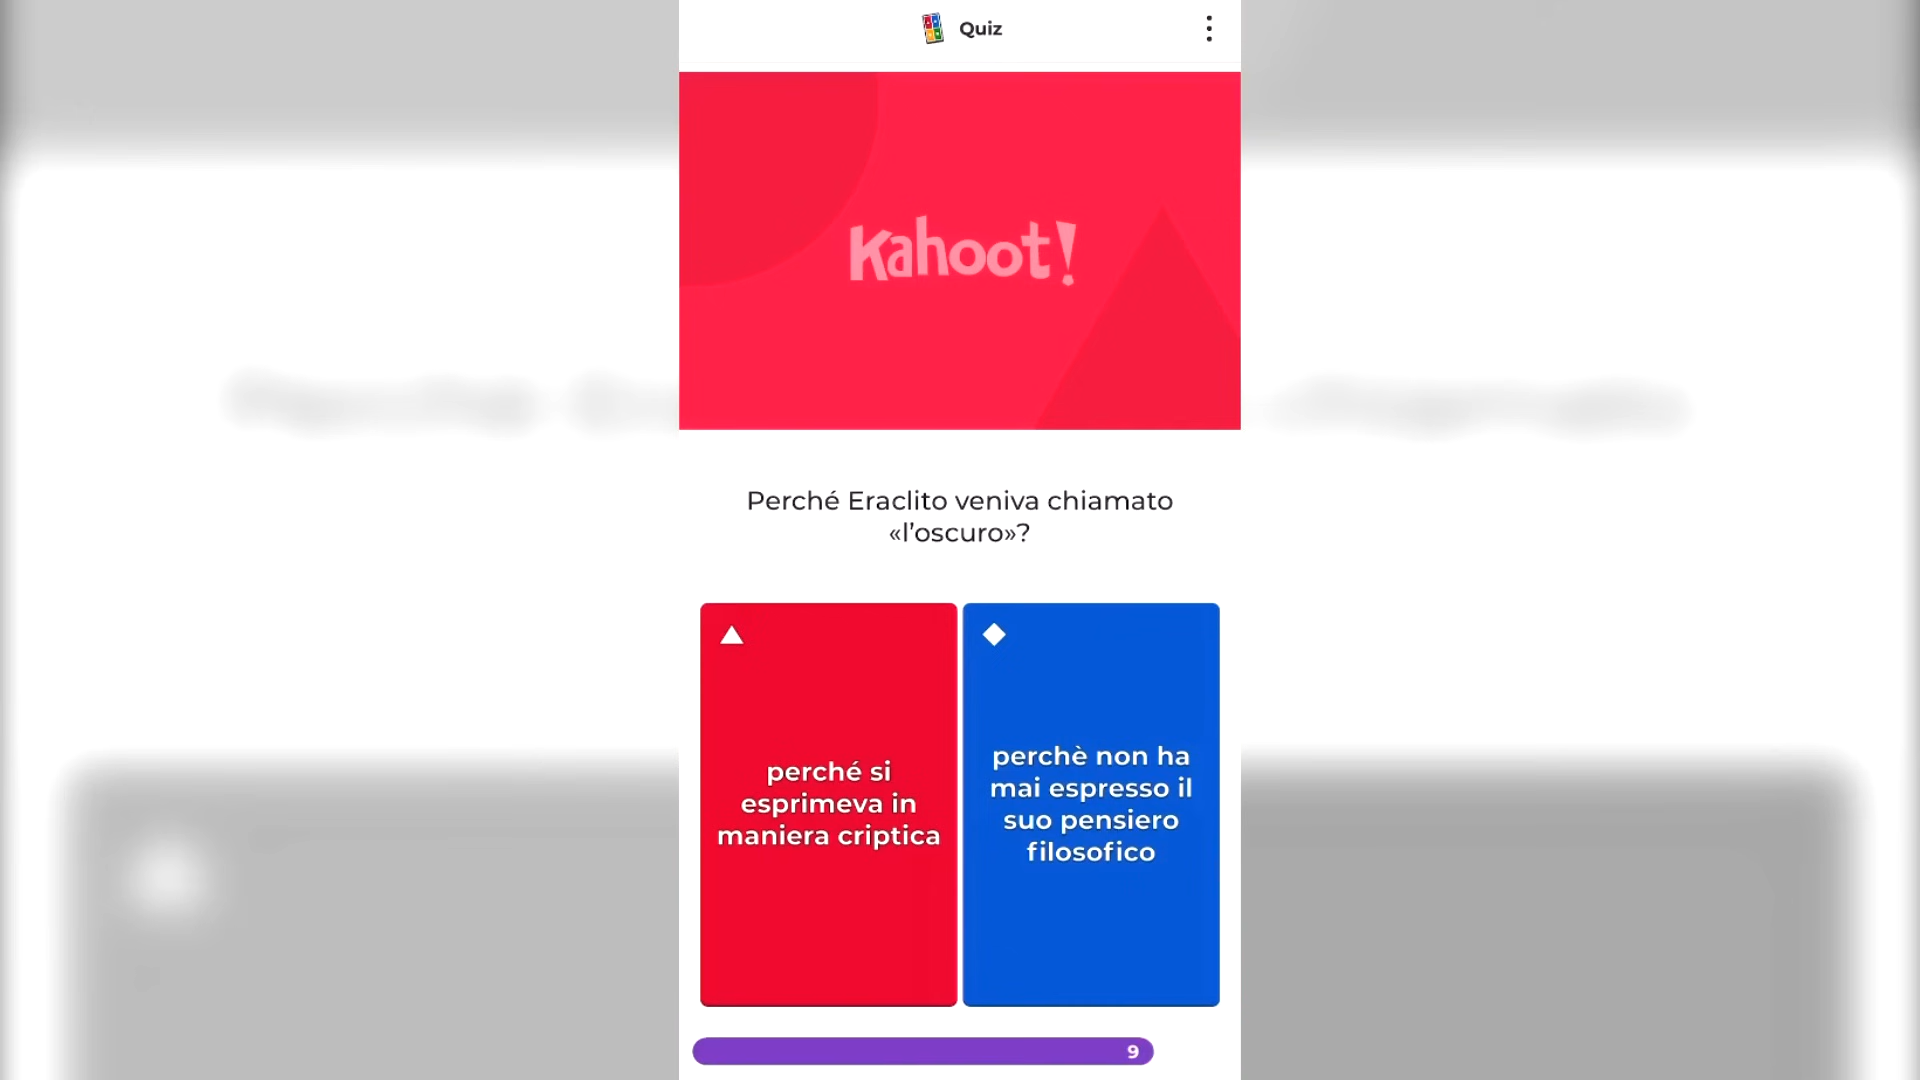 Quiz
Kahoot!
Perché Eraclito veniva chiamato
«l’oscuro»?
perché si
esprimeva in
maniera criptica
perchè non ha
mai espresso il
suo pensiero
filosofico
9